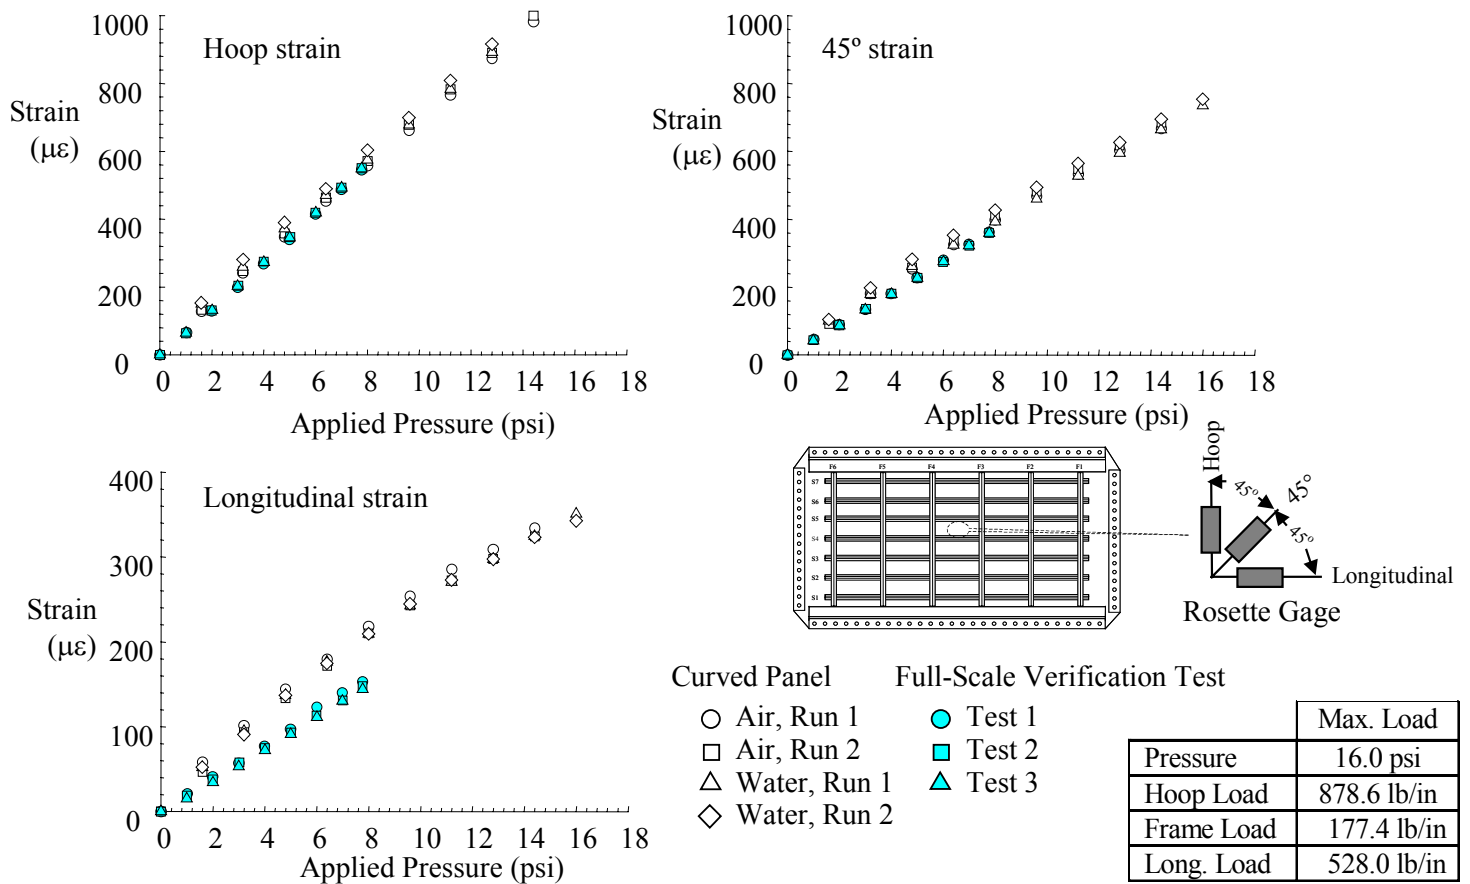 Hoop strain
Strain
(με)
1000
800
600
400
200
0
0 2 4 6 8 10 12 14 16 18
Applied Pressure (psi)
45º strain
Strain
(με)
1000
800
600
400
200
0
0 2 4 6 8 10 12 14 16 18
Applied Pressure (psi)
Longitudinal strain
Strain
(με)
400
300
200
100
0
0 2 4 6 8 10 12 14 16 18
Applied Pressure (psi)
F6 F5 F4 F3 F2 F1
S7
S6
S5
S4
S3
S2
S1
Hoop
45º
45°
45º
Longitudinal
Rosette Gage
Curved Panel
Air, Run 1
Air, Run 2
Water, Run 1
Water, Run 2
Full-Scale Verification Test
Test 1
Test 2
Test 3
Max. Load
Pressure 16.0 psi
Hoop Load 878.6 lb/in
Frame Load 177.4 lb/in
Long. Load 528.0 lb/in